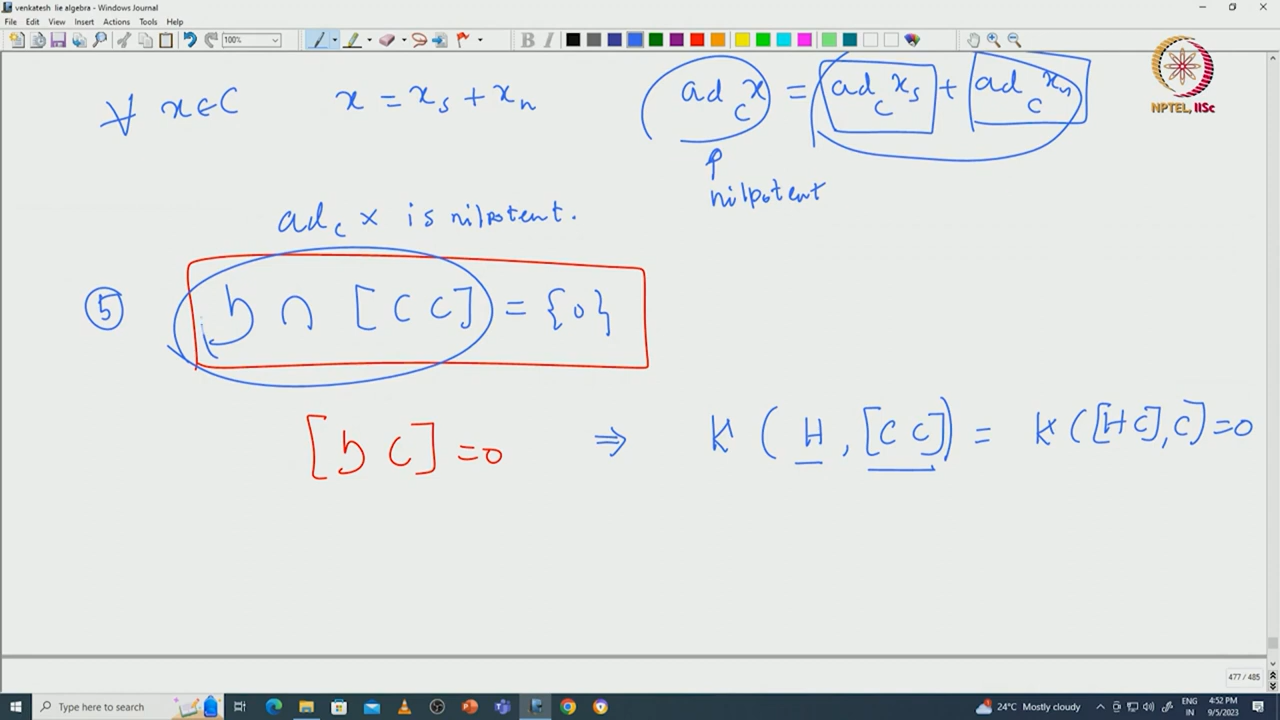 venkatesh lie algebra - Windows Journal
File Edit View Insert Actions Tools Help
100%
B I
NPTEL, IISc
∀ x ∈ C x = x_s + x_n ad_C x = ad_C x_s + ad_C x_n
nilpotent
ad_C x is nilpotent.
⑤ 𝔥 ∩ [C C] = {0}
[𝔥 C] = 0 ⇒ K (H, [C C]) = K ([H C], C) = 0
477 / 485
Type here to search
24°C Mostly cloudy
ENG
IN
4:52 PM
9/5/2023